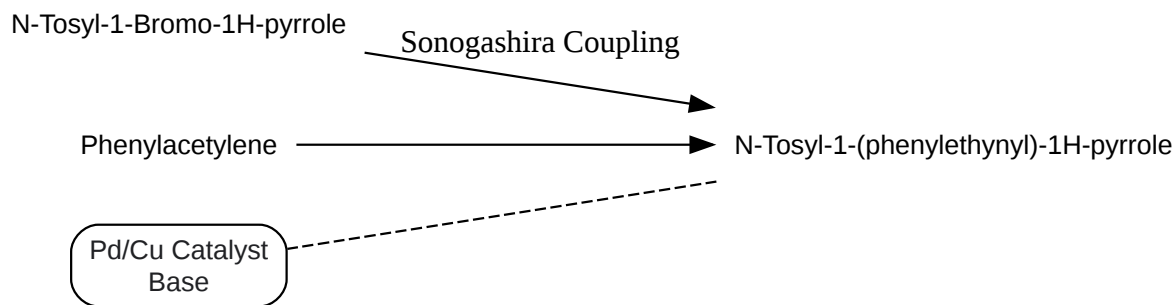 N-Tosyl-1-Bromo-1H-pyrrole
Sonogashira Coupling
Phenylacetylene
N-Tosyl-1-(phenylethynyl)-1H-pyrrole
Pd/Cu Catalyst
Base